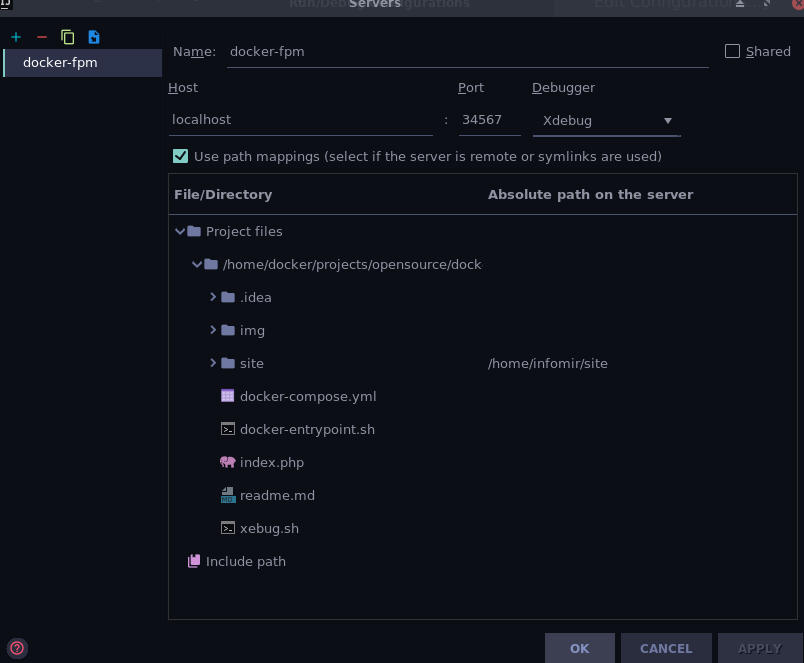 Servers
Name: docker-fpm
Shared
docker-fpm
Host
Port
Debugger
localhost : 34567 Xdebug
Use path mappings (select if the server is remote or symlinks are used)
File/Directory Absolute path on the server
Project files
/home/docker/projects/opensource/dock
.idea
img
site /home/infomir/site
docker-compose.yml
docker-entrypoint.sh
index.php
MD readme.md
xebug.sh
Include path
? OK CANCEL APPLY